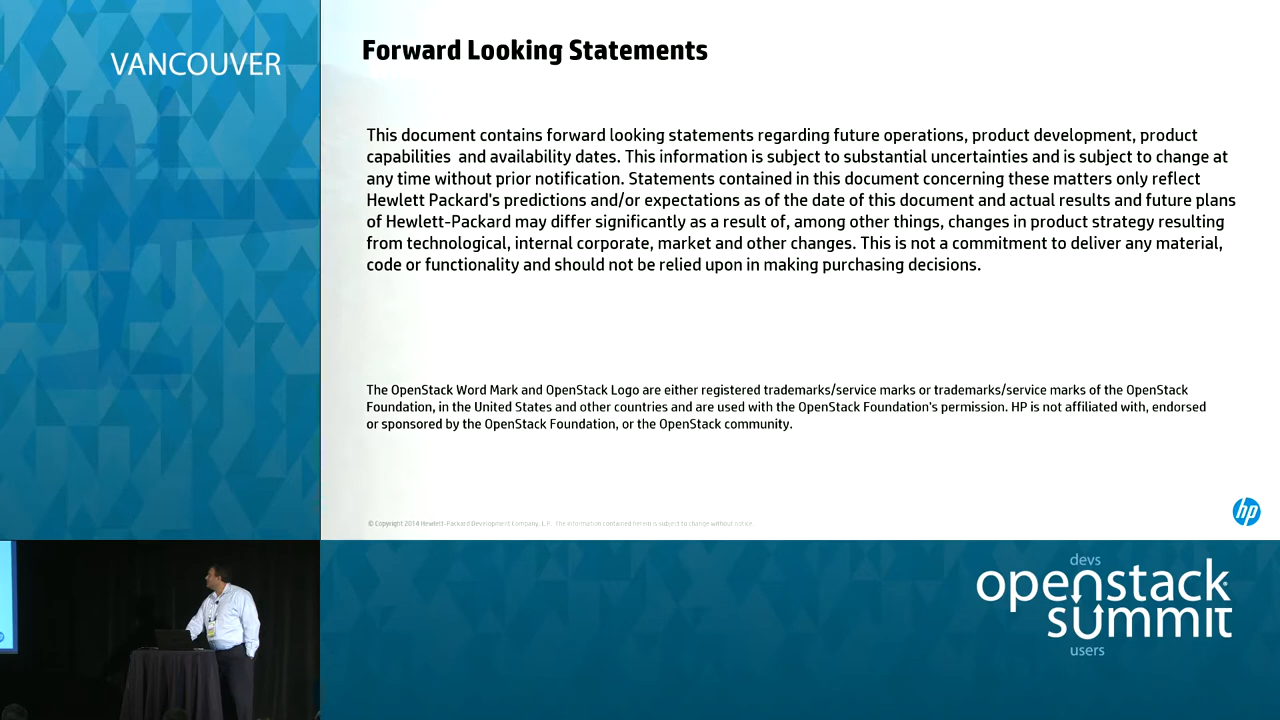 VANCOUVER
Forward Looking Statements
This document contains forward looking statements regarding future operations, product development, product
capabilities  and availability dates. This information is subject to substantial uncertainties and is subject to change at
any time without prior notification. Statements contained in this document concerning these matters only reflect
Hewlett Packard's predictions and/or expectations as of the date of this document and actual results and future plans
of Hewlett-Packard may differ significantly as a result of, among other things, changes in product strategy resulting
from technological, internal corporate, market and other changes. This is not a commitment to deliver any material,
code or functionality and should not be relied upon in making purchasing decisions.
The OpenStack Word Mark and OpenStack Logo are either registered trademarks/service marks or trademarks/service marks of the OpenStack
Foundation, in the United States and other countries and are used with the OpenStack Foundation's permission. HP is not affiliated with, endorsed
or sponsored by the OpenStack Foundation, or the OpenStack community.
© Copyright 2014 Hewlett-Packard Development Company, L.P. The information contained herein is subject to change without notice.
hp
devs
openstack
summit
users